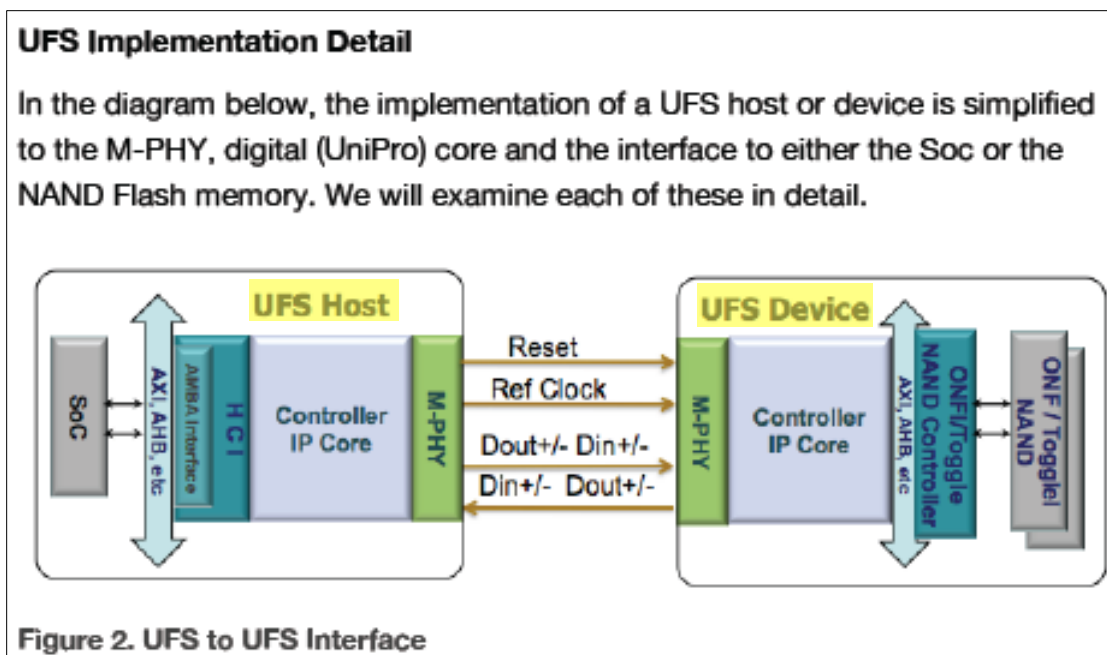 UFS Implementation Detail
In the diagram below, the implementation of a UFS host or device is simplified
to the M-PHY, digital (UniPro) core and the interface to either the Soc or the
NAND Flash memory. We will examine each of these in detail.
UFS Host
SoC
AXI, AHB, etc
AMBA Interface
HCI
Controller
IP Core
M-PHY
Reset
Ref Clock
Dout+/- Din+/-
Din+/- Dout+/-
UFS Device
M-PHY
Controller
IP Core
AXI, AHB, etc
ONFI/Toggle
NAND Controller
ONF / Togglel
NAND
Figure 2. UFS to UFS Interface